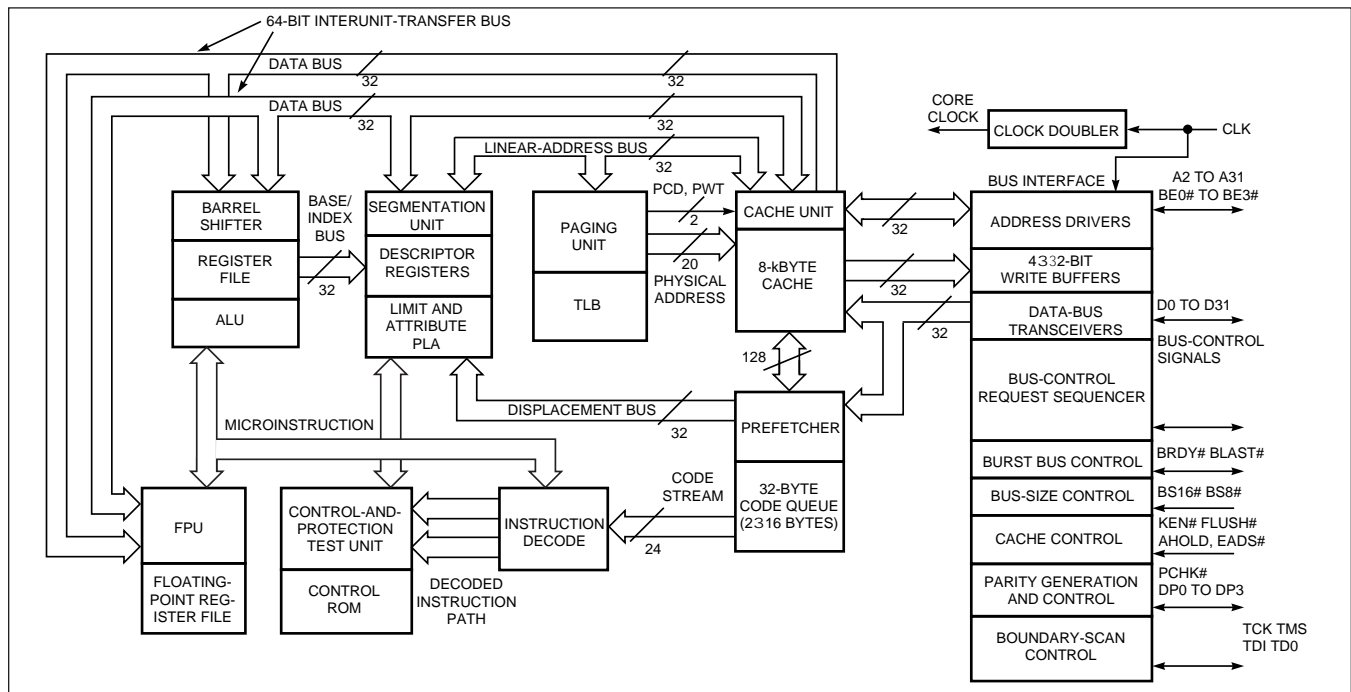 64-BIT INTERUNIT-TRANSFER BUS
DATA BUS
32
32
DATA BUS
32
32
LINEAR-ADDRESS BUS
32
CORE
CLOCK
CLOCK DOUBLER
CLK
BARREL
SHIFTER
REGISTER
FILE
ALU
BASE/
INDEX
BUS
32
SEGMENTATION
UNIT
DESCRIPTOR
REGISTERS
LIMIT AND
ATTRIBUTE
PLA
PAGING
UNIT
TLB
PCD, PWT
2
20
PHYSICAL
ADDRESS
CACHE UNIT
8-kBYTE
CACHE
32
32
32
128
BUS INTERFACE
ADDRESS DRIVERS
4332-BIT
WRITE BUFFERS
DATA-BUS
TRANSCEIVERS
BUS-CONTROL
REQUEST SEQUENCER
BURST BUS CONTROL
BUS-SIZE CONTROL
CACHE CONTROL
PARITY GENERATION
AND CONTROL
BOUNDARY-SCAN
CONTROL
A2 TO A31
BE0# TO BE3#
D0 TO D31
BUS-CONTROL
SIGNALS
BRDY# BLAST#
BS16# BS8#
KEN# FLUSH#
AHOLD, EADS#
PCHK#
DP0 TO DP3
TCK TMS
TDI TD0
MICROINSTRUCTION
DISPLACEMENT BUS
32
PREFETCHER
32-BYTE
CODE QUEUE
(2316 BYTES)
CODE
STREAM
24
FPU
FLOATING-
POINT REG-
ISTER FILE
CONTROL-AND-
PROTECTION
TEST UNIT
CONTROL
ROM
INSTRUCTION
DECODE
DECODED
INSTRUCTION
PATH